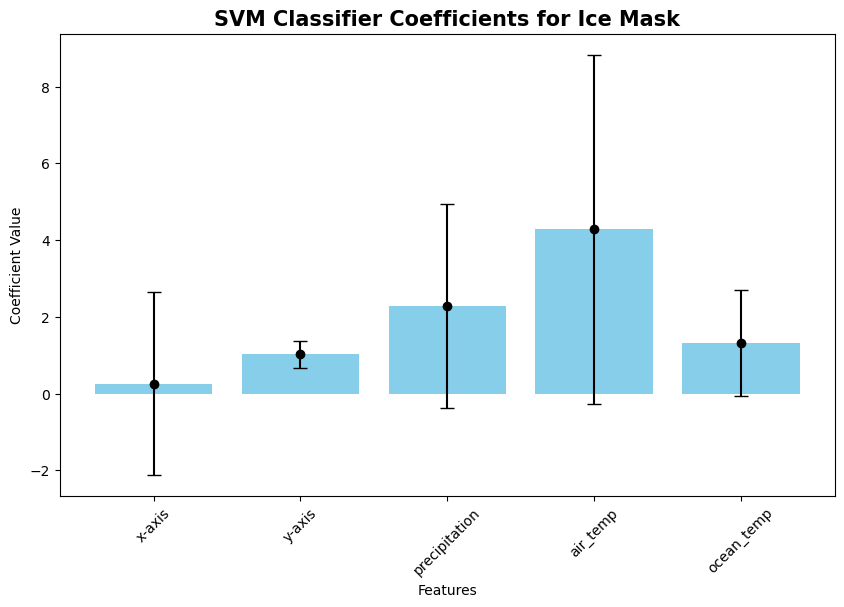 SVM Classifier Coefficients for Ice Mask
Coefficient Value
8
6
4
2
0
−2
x-axis
y-axis
precipitation
air_temp
ocean_temp
Features